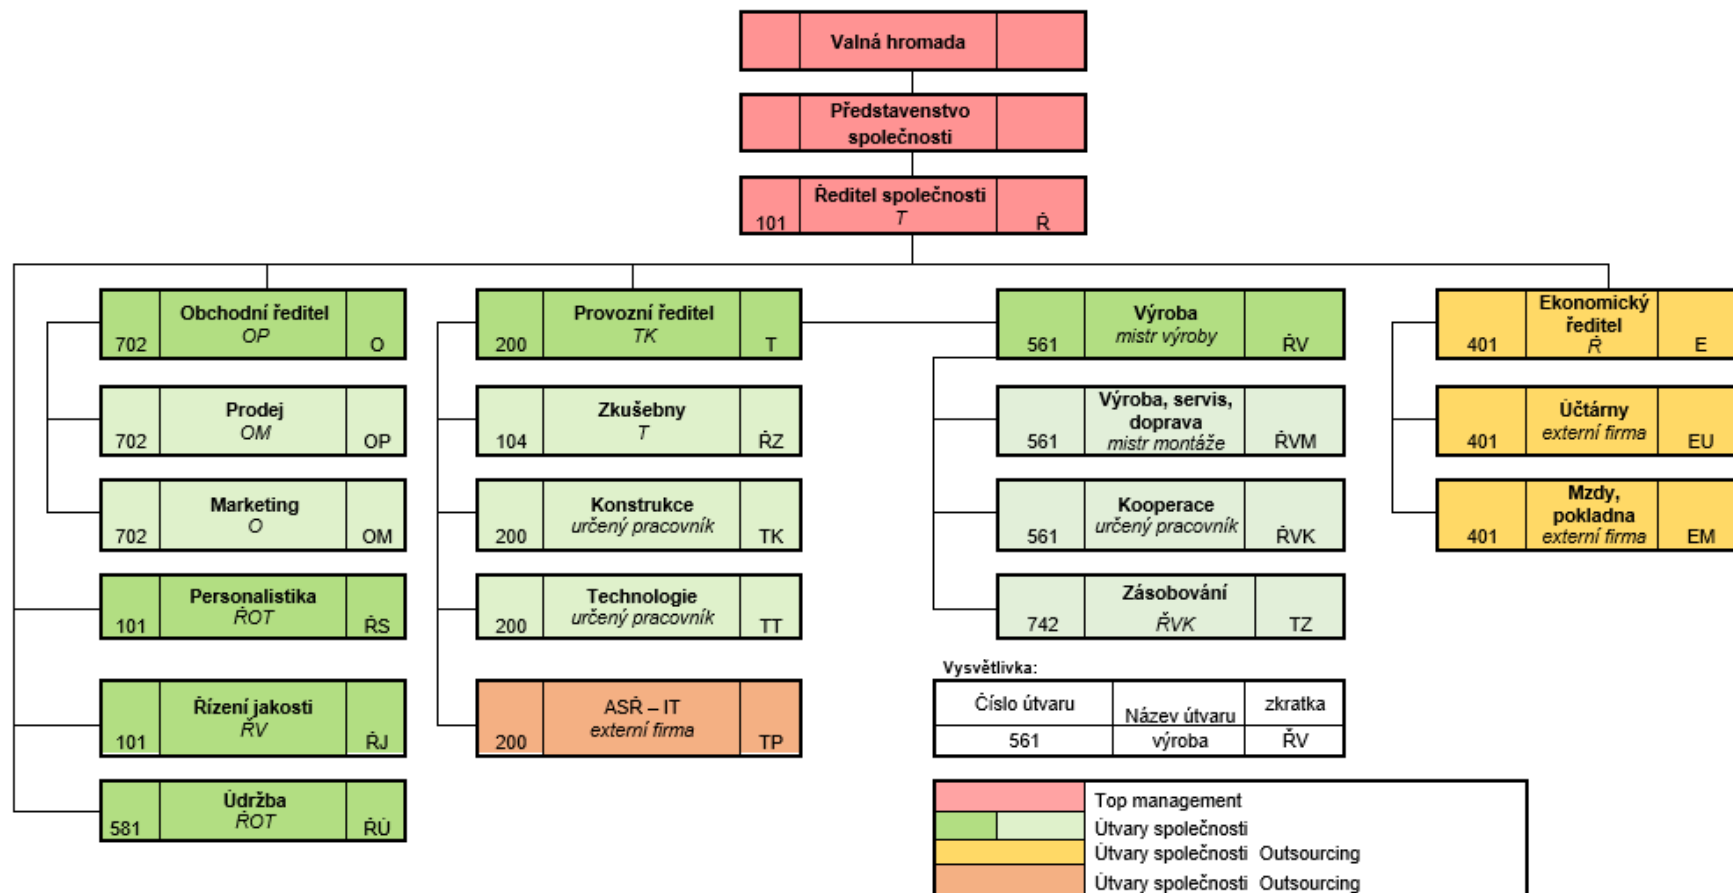 Valná hromada
Představenstvo
společnosti
Ředitel společnosti
T
101
Ř
Obchodní ředitel
OP
702
O
Prodej
OM
702
OP
Marketing
O
702
OM
Personalistika
ŘOT
101
ŘS
Řízení jakosti
ŘV
101
ŘJ
Údržba
ŘOT
581
ŘÚ
Provozní ředitel
TK
200
T
Zkušebny
T
104
ŘZ
Konstrukce
určený pracovník
200
TK
Technologie
určený pracovník
200
TT
ASŘ – IT
externí firma
200
TP
Výroba
mistr výroby
561
ŘV
Výroba, servis,
doprava
mistr montáže
561
ŘVM
Kooperace
určený pracovník
561
ŘVK
Zásobování
ŘVK
742
TZ
Ekonomický
ředitel
Ř
401
E
Účtárny
externí firma
401
EU
Mzdy,
pokladna
externí firma
401
EM
Vysvětlivka:
Číslo útvaru Název útvaru zkratka
561 výroba ŘV
Top management
Útvary společnosti
Útvary společnosti Outsourcing
Útvary společnosti Outsourcing